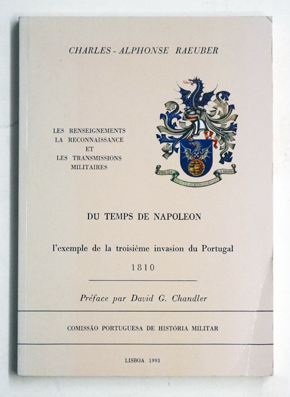 CHARLES - ALPHONSE RAEUBER
LES RENSEIGNEMENTS
LA RECONNAISSANCE
ET
LES TRANSMISSIONS
MILITAIRES
DU TEMPS DE NAPOLEON
l'exemple de la troisième invasion du Portugal
1810
Préface par David G. Chandler
COMISSÃO PORTUGUESA DE HISTÓRIA MILITAR
LISBOA 1993